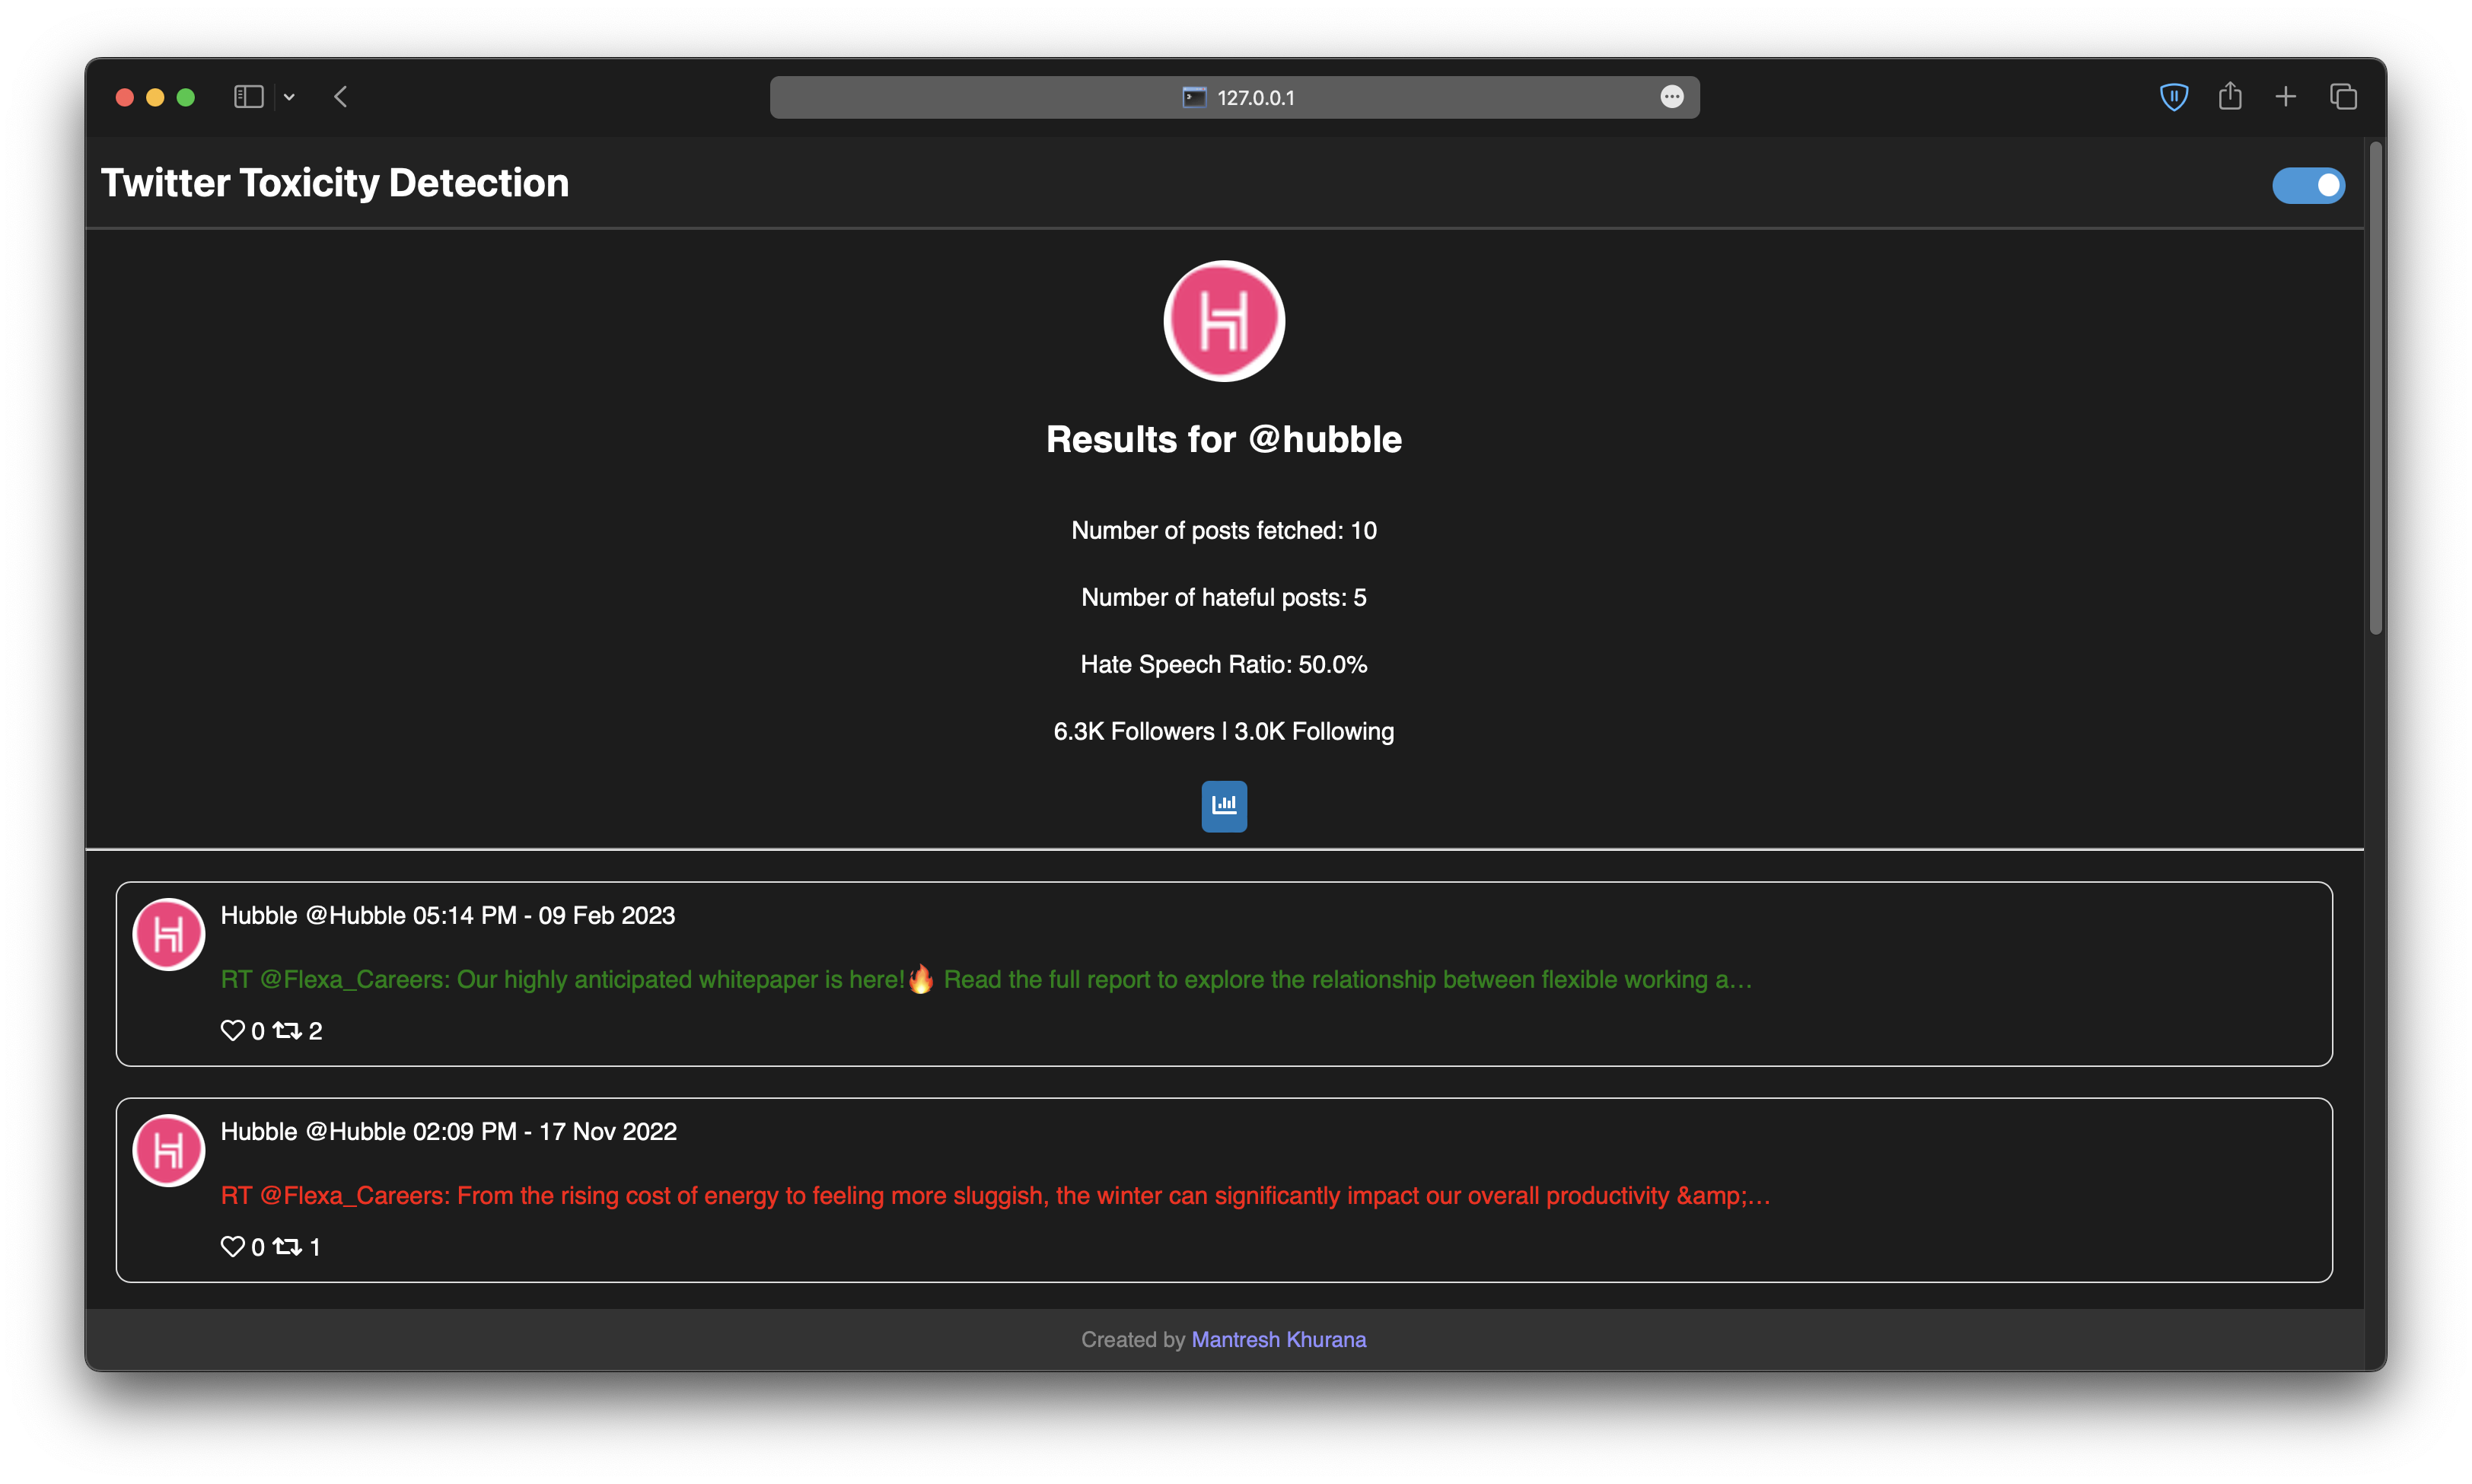 127.0.0.1
Twitter Toxicity Detection
Results for @hubble
Number of posts fetched: 10
Number of hateful posts: 5
Hate Speech Ratio: 50.0%
6.3K Followers | 3.0K Following
Hubble @Hubble 05:14 PM - 09 Feb 2023
RT @Flexa_Careers: Our highly anticipated whitepaper is here!🔥 Read the full report to explore the relationship between flexible working a…
0 2
Hubble @Hubble 02:09 PM - 17 Nov 2022
RT @Flexa_Careers: From the rising cost of energy to feeling more sluggish, the winter can significantly impact our overall productivity &amp;…
0 1
Created by Mantresh Khurana